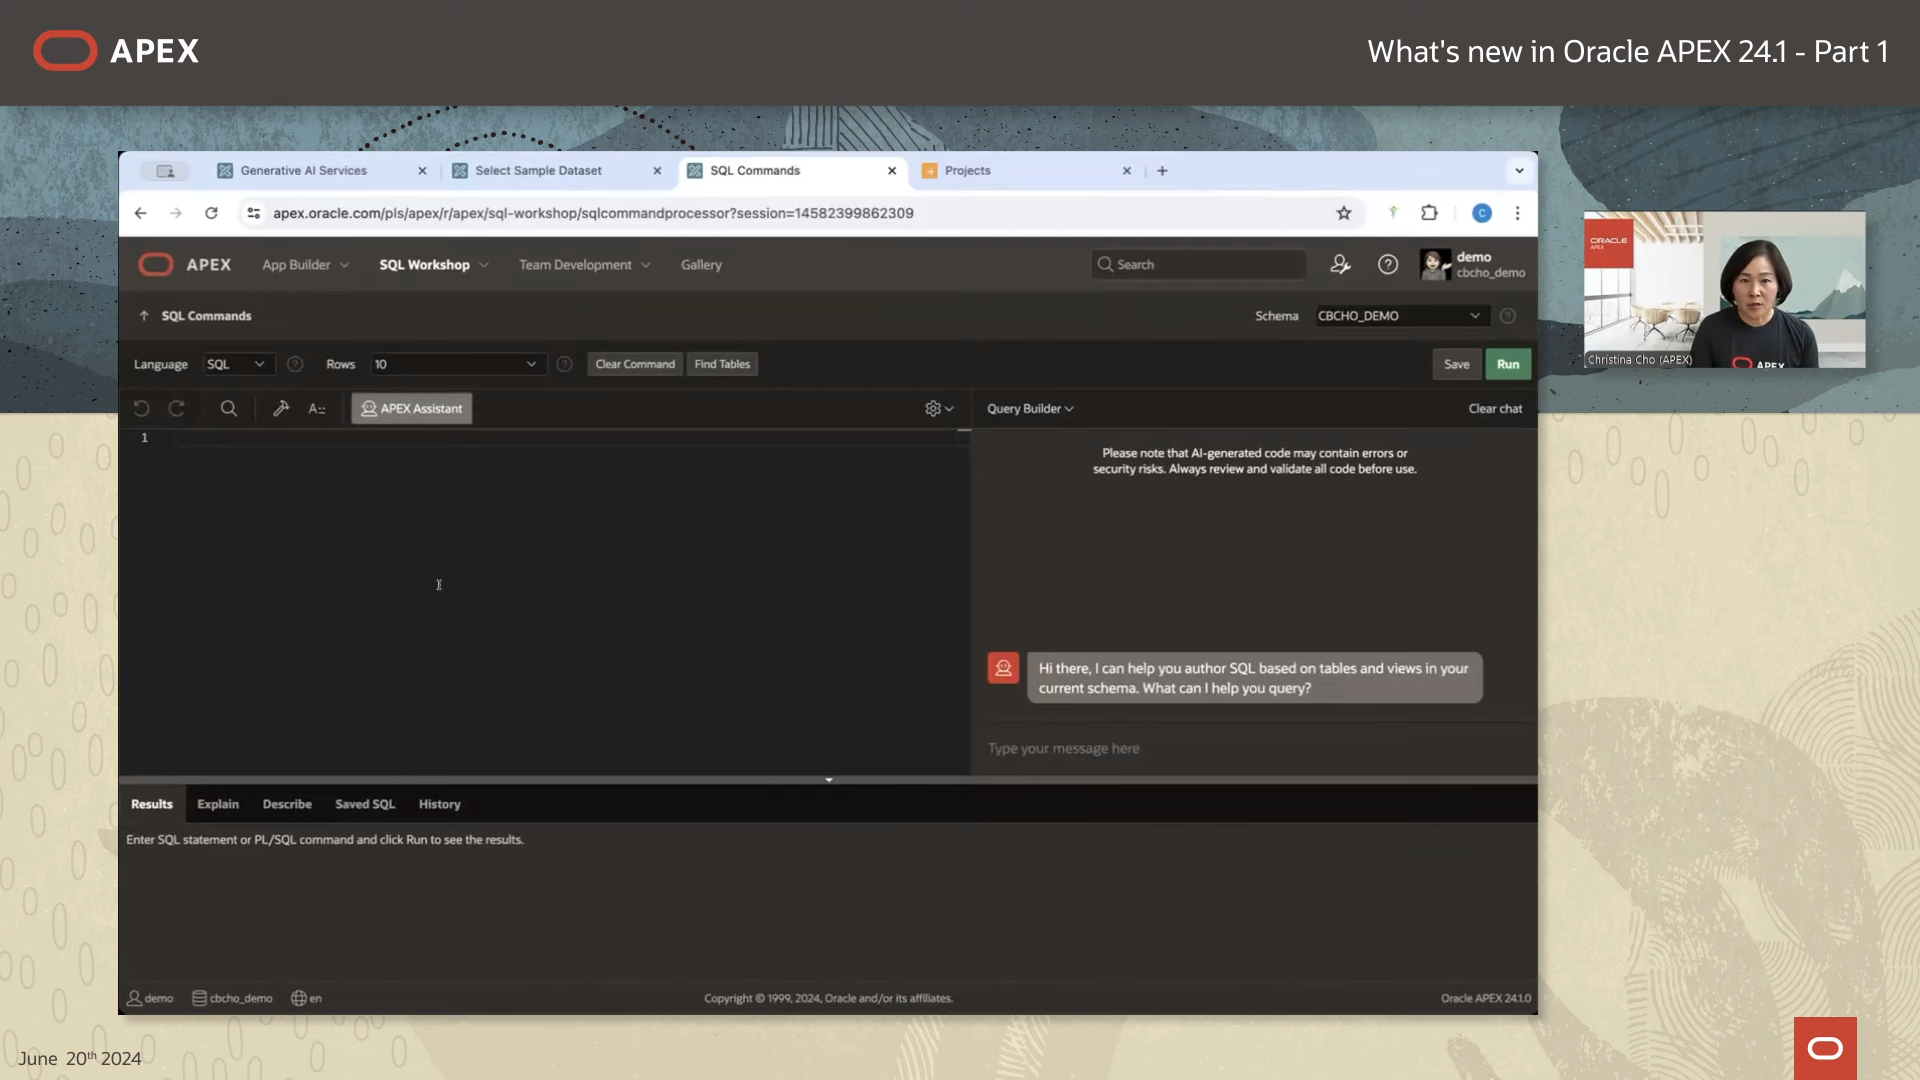 APEX
What's new in Oracle APEX 24.1 - Part 1
Generative AI Services
Select Sample Dataset
SQL Commands
Projects
apex.oracle.com/pls/apex/r/apex/sql-workshop/sqlcommandprocessor?session=14582399862309
C
APEX
App Builder
SQL Workshop
Team Development
Gallery
Search
demo
cbcho_demo
SQL Commands
Schema
CBCHO_DEMO
Language
SQL
Rows
10
Clear Command
Find Tables
Save
Run
A::
APEX Assistant
Query Builder
Clear chat
1
Please note that AI-generated code may contain errors or
security risks. Always review and validate all code before use.
Hi there, I can help you author SQL based on tables and views in your
current schema. What can I help you query?
Type your message here
Results
Explain
Describe
Saved SQL
History
Enter SQL statement or PL/SQL command and click Run to see the results.
demo
cbcho_demo
en
Copyright © 1999, 2024, Oracle and/or its affiliates.
Oracle APEX 24.1.0
ORACLE
APEX
Christina Cho (APEX)
APEX
June 20th 2024